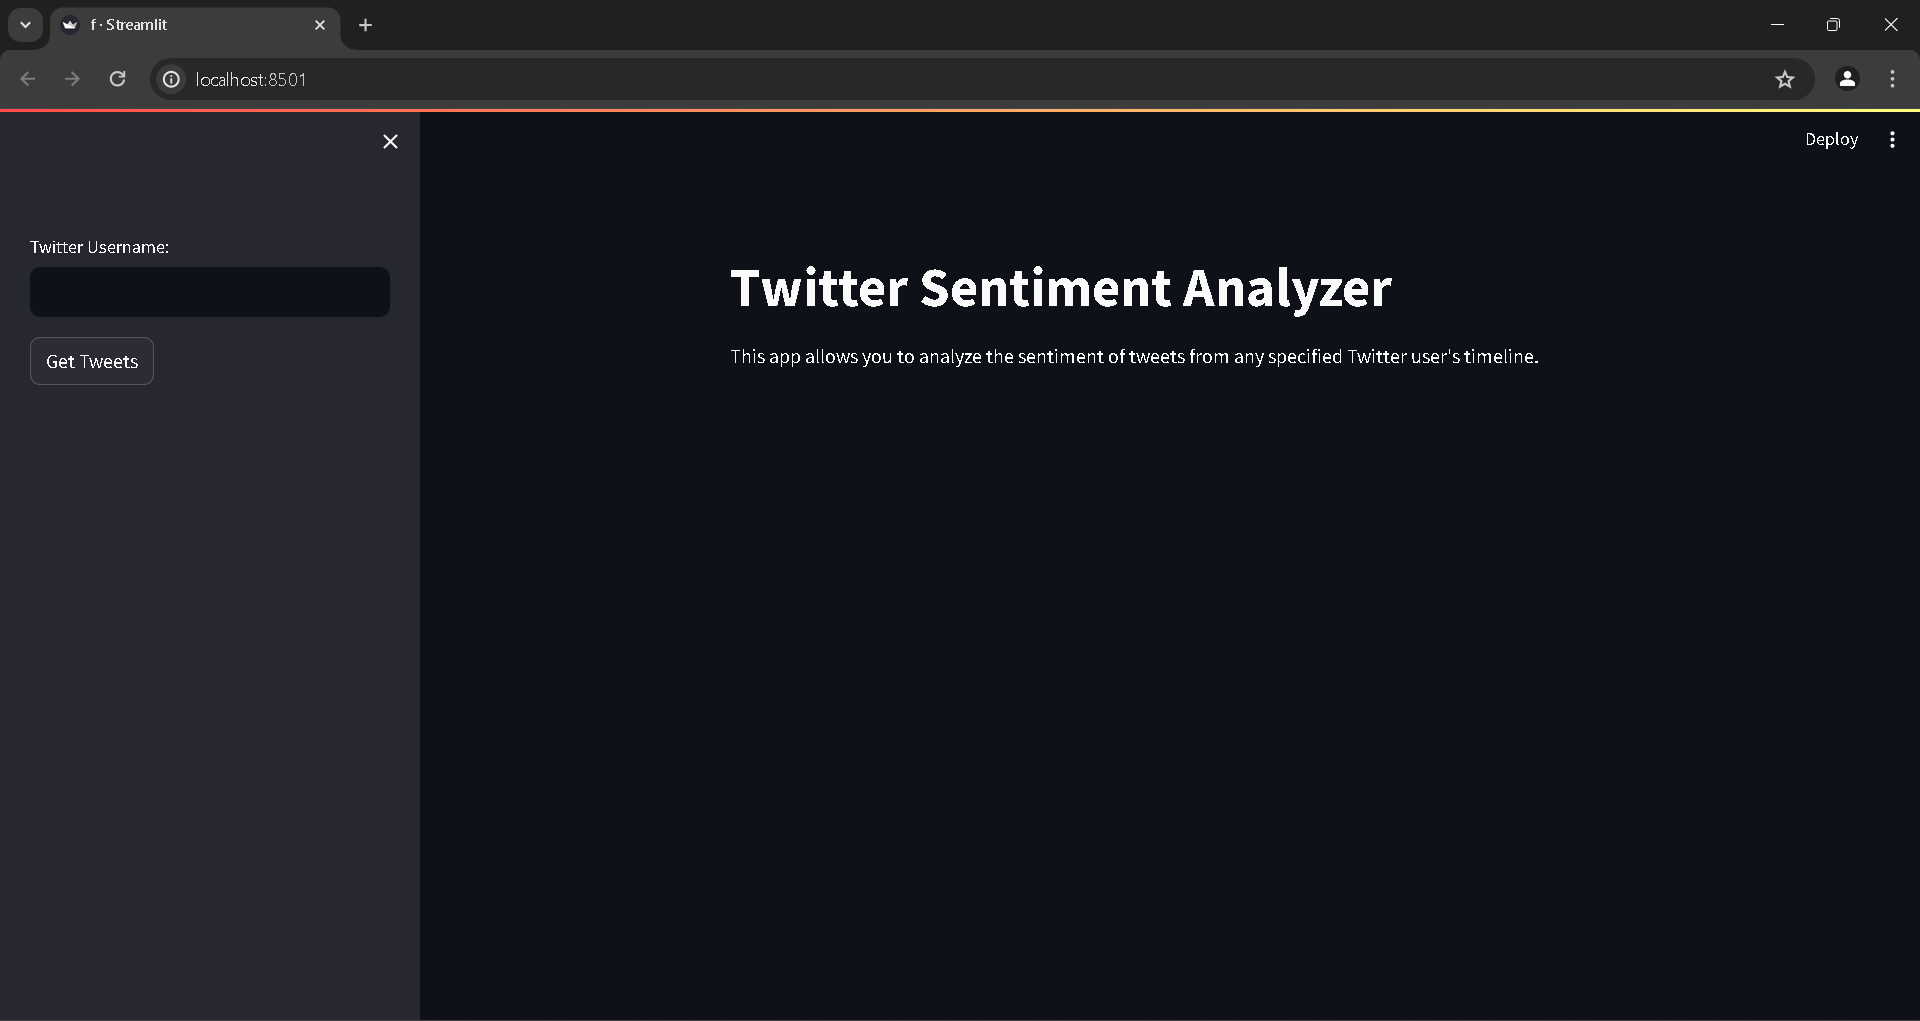 f · Streamlit
localhost:8501
Deploy
Twitter Username:
Get Tweets
Twitter Sentiment Analyzer
This app allows you to analyze the sentiment of tweets from any specified Twitter user's timeline.